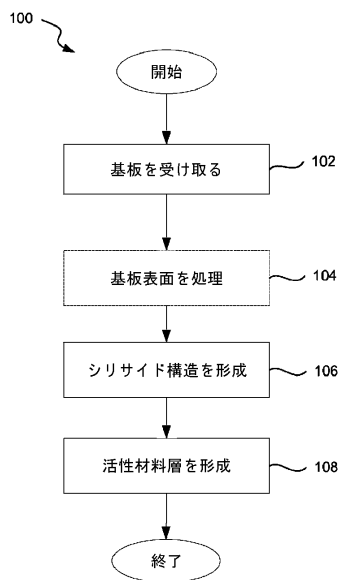 100
開始
基板を受け取る
102
基板表面を処理
104
シリサイド構造を形成
106
活性材料層を形成
108
終了